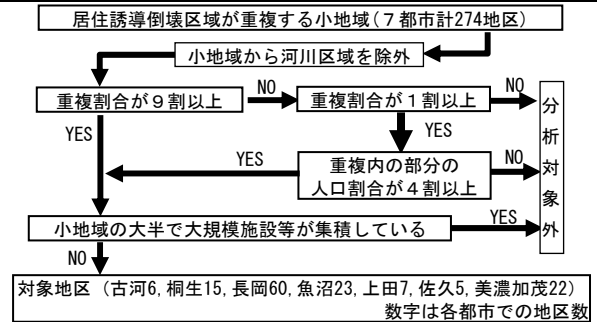 居住誘導倒壊区域が重複する小地域(7都市計274地区)
小地域から河川区域を除外
重複割合が9割以上
NO
重複割合が1割以上
NO
YES
YES
YES
重複内の部分の
人口割合が4割以上
NO
分析対象外
小地域の大半で大規模施設等が集積している
YES
NO
対象地区 (古河6, 桐生15, 長岡60, 魚沼23, 上田7, 佐久5, 美濃加茂22)
数字は各都市での地区数